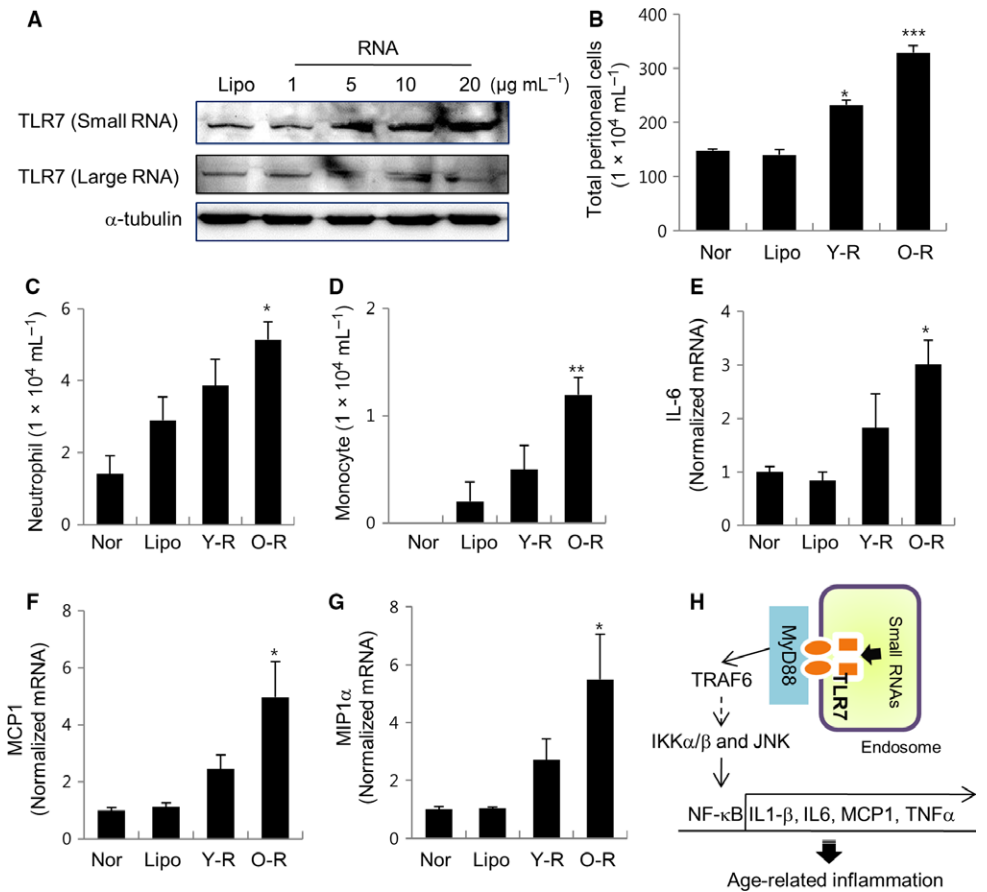 A
RNA
Lipo 1 5 10 20 (μg mL⁻¹)
TLR7 (Small RNA)
TLR7 (Large RNA)
α-tubulin
B
Total peritoneal cells
(1 × 10⁴ mL⁻¹)
400
300
200
100
0
*
***
Nor Lipo Y-R O-R
C
Neutrophil (1 × 10⁴ mL⁻¹)
6
4
2
0
*
Nor Lipo Y-R O-R
D
Monocyte (1 × 10⁴ mL⁻¹)
2
1
0
**
Nor Lipo Y-R O-R
E
IL-6
(Normalized mRNA)
4
3
2
1
0
*
Nor Lipo Y-R O-R
F
MCP1
(Normalized mRNA)
8
6
4
2
0
*
Nor Lipo Y-R O-R
G
MIP1α
(Normalized mRNA)
8
6
4
2
0
*
Nor Lipo Y-R O-R
H
MyD88
TLR7
Small RNAs
TRAF6
Endosome
IKKα/β and JNK
NF-κB IL1-β, IL6, MCP1, TNFα
Age-related inflammation